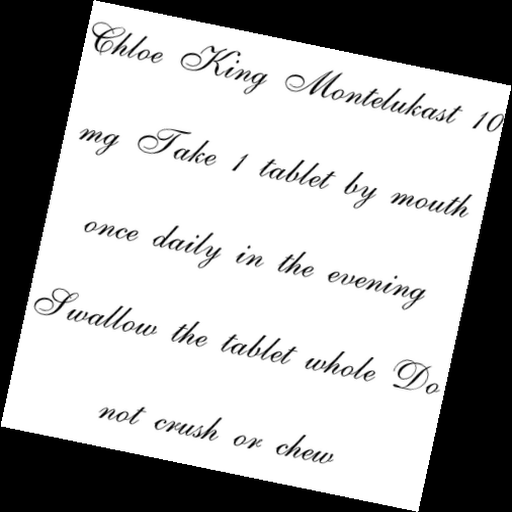 Chloe King Montelukast 10
mg Take 1 tablet by mouth
once daily in the evening
Swallow the tablet whole Do
not crush or chew